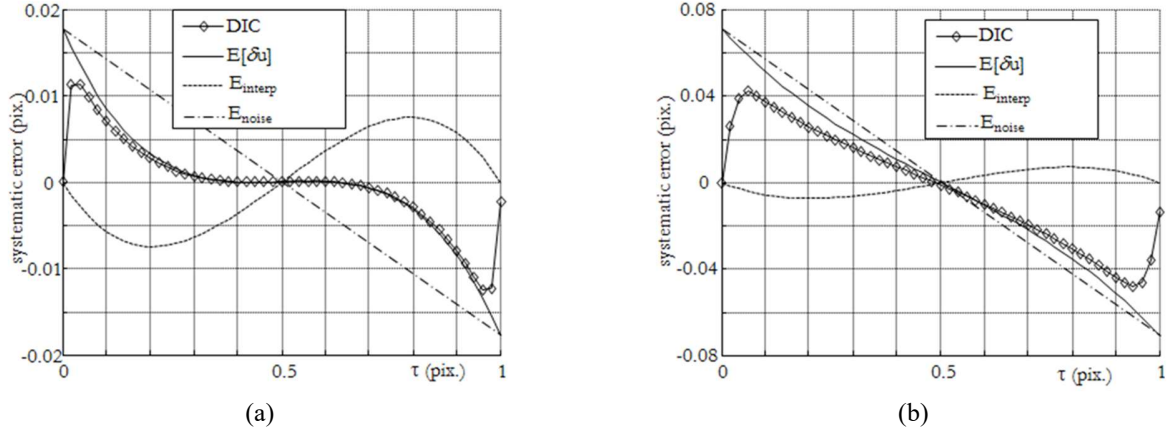 0.02
DIC
E[δu]
E_interp
E_noise
0.01
0
-0.01
-0.02
systematic error (pix.)
0
0.5
τ (pix.)
1
(a)
0.08
DIC
E[δu]
E_interp
E_noise
0.04
0
-0.04
-0.08
systematic error (pix.)
0
0.5
τ (pix.)
1
(b)